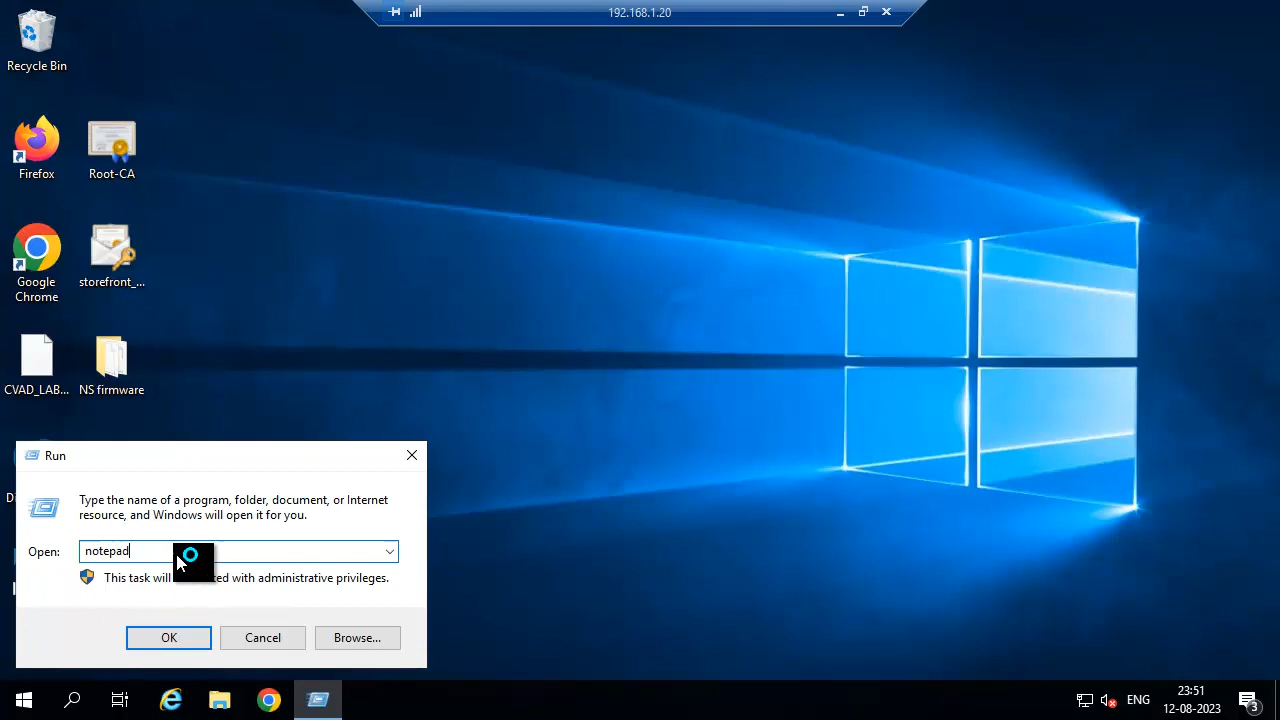 192.168.1.20
Recycle Bin
Firefox
Root-CA
Google
Chrome
storefront_...
CVAD_LAB...
NS firmware
Run
Type the name of a program, folder, document, or Internet
resource, and Windows will open it for you.
Open:
notepad
This task will
with administrative privileges.
OK
Cancel
Browse...
ENG
23:51
12-08-2023
3